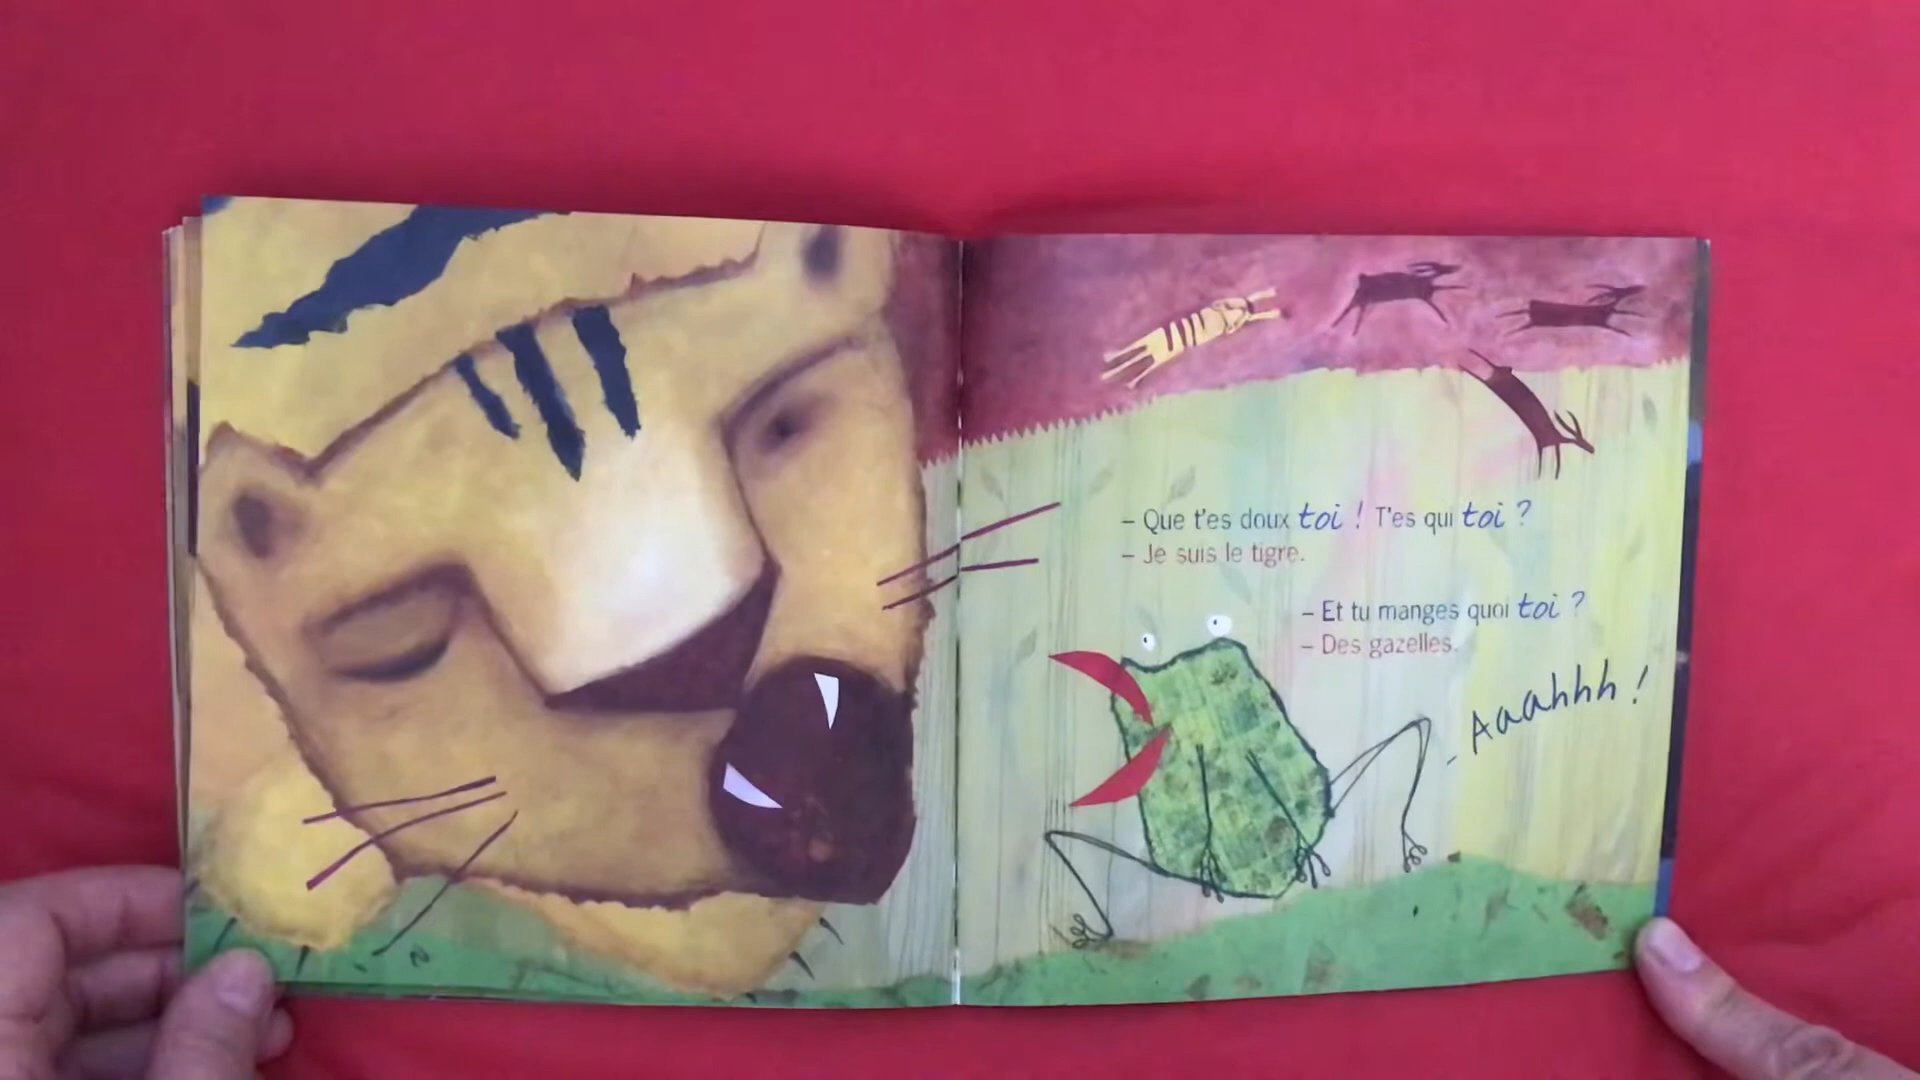 – Que t'es doux toi ! T'es qui toi ?
– Je suis le tigre.
– Et tu manges quoi toi ?
– Des gazelles.
– Aaahhh !